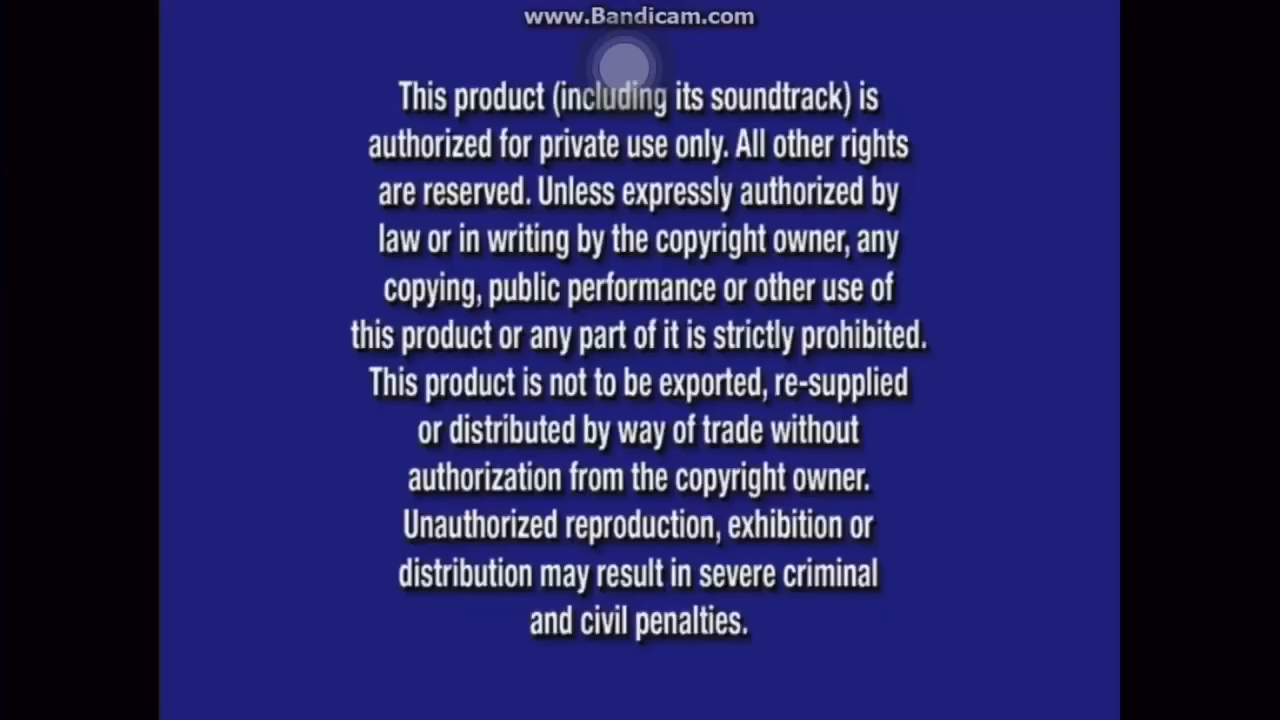 www.Bandicam.com
This product (including its soundtrack) is
authorized for private use only. All other rights
are reserved. Unless expressly authorized by
law or in writing by the copyright owner, any
copying, public performance or other use of
this product or any part of it is strictly prohibited.
This product is not to be exported, re-supplied
or distributed by way of trade without
authorization from the copyright owner.
Unauthorized reproduction, exhibition or
distribution may result in severe criminal
and civil penalties.